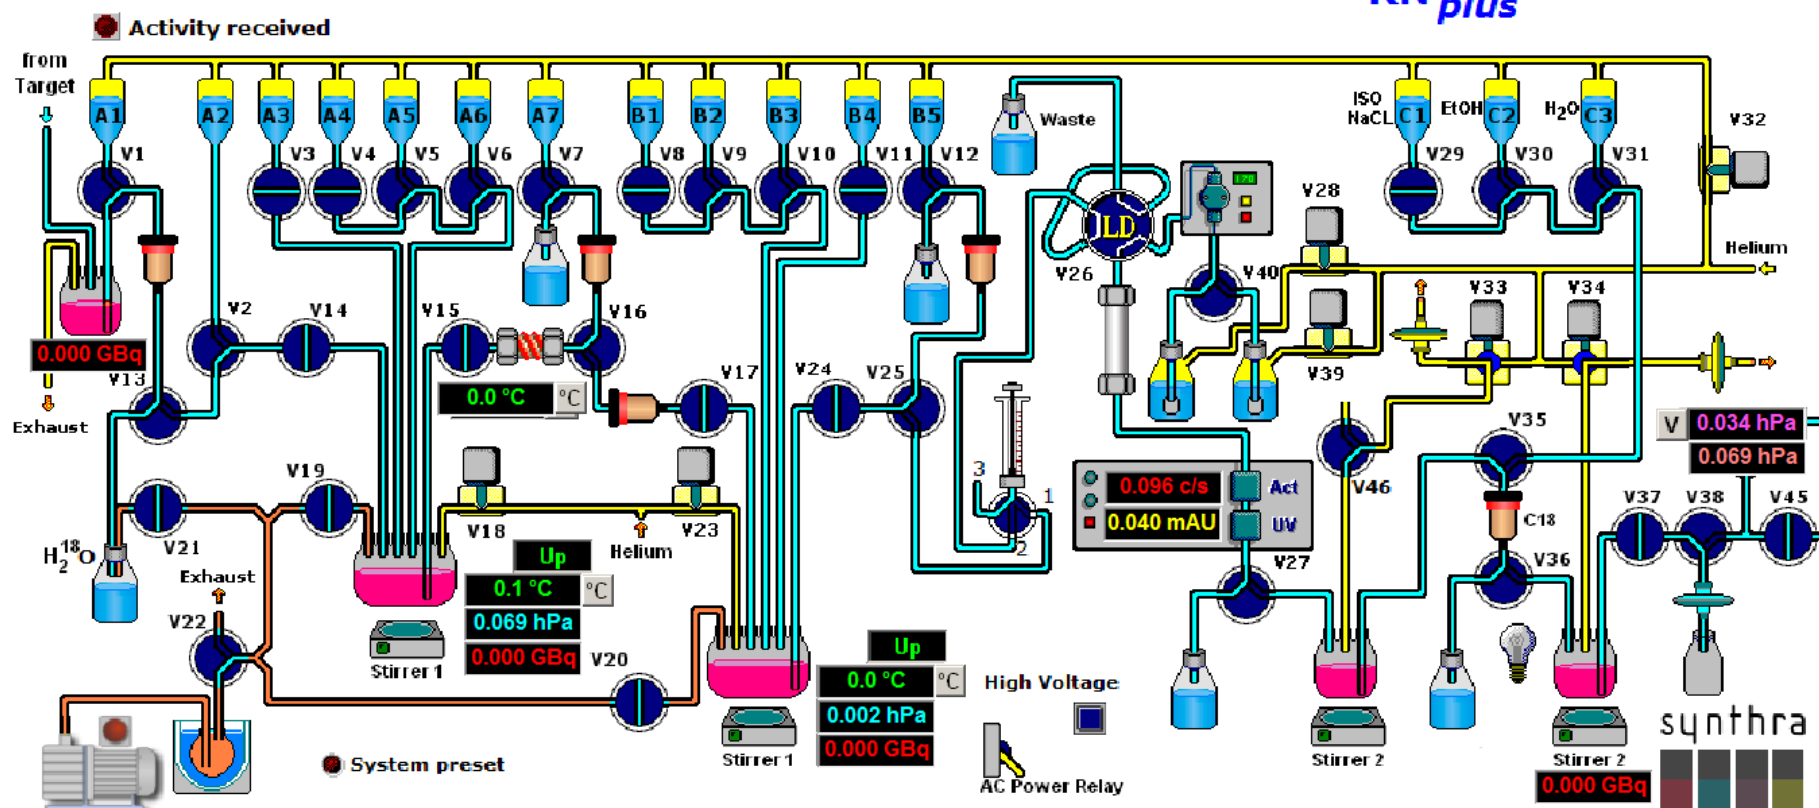 RN plus
Activity received
from
Target
A1
A2
A3
A4
A5
A6
A7
B1
B2
B3
B4
B5
Waste
ISO
NaCL
C1
EtOH
C2
H2O
C3
V32
V1
V3
V4
V5
V6
V7
V8
V9
V10
V11
V12
LD
V26
170
V28
V29
V30
V31
Helium
V40
V33
V34
V2
V14
V15
V16
V39
0.000 GBq
V13
0.0 °C
°C
V17
V24
V25
Exhaust
V 0.034 hPa
0.069 hPa
V35
V19
V18
V23
3
1
2
0.096 c/s
Act
0.040 mAU
UV
V46
C18
V37
V38
V45
V21
H2 18O
Helium
V27
V36
Exhaust
V22
Up
0.1 °C
°C
0.069 hPa
0.000 GBq
Stirrer 1
V20
Up
0.0 °C
°C
0.002 hPa
0.000 GBq
Stirrer 1
High Voltage
AC Power Relay
System preset
Stirrer 2
Stirrer 2
0.000 GBq
synthra